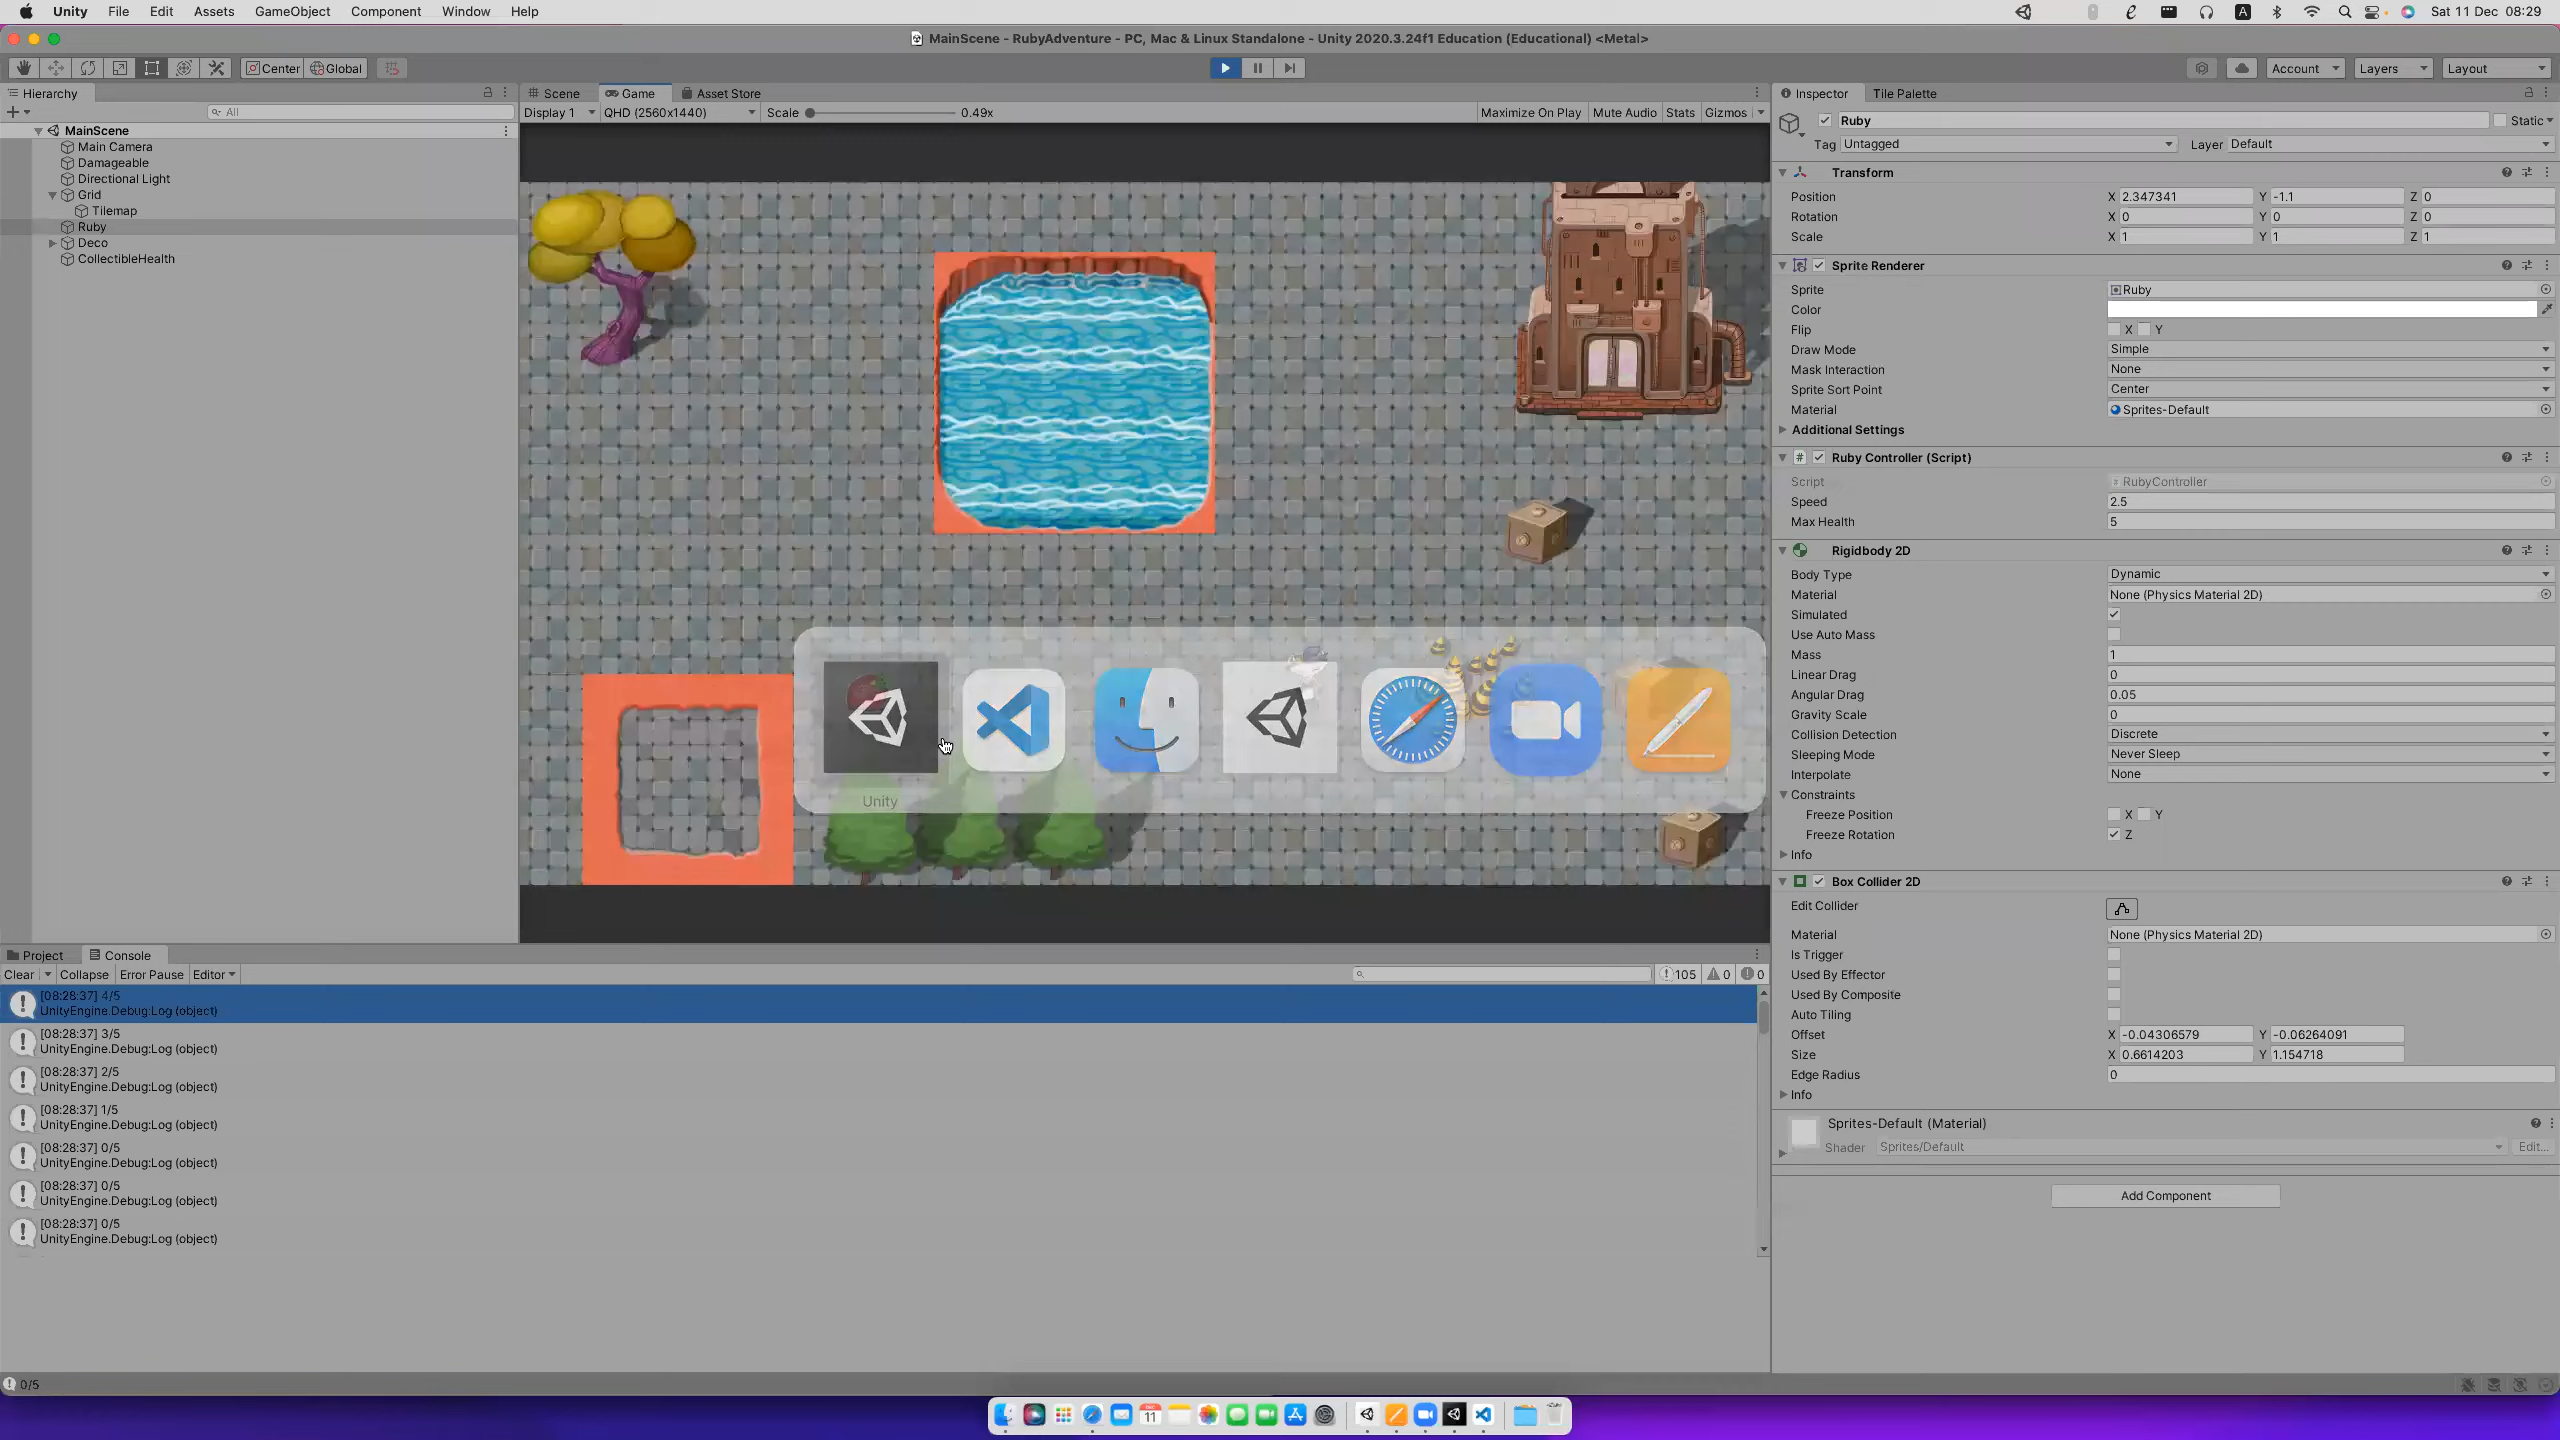 Unity File Edit Assets GameObject Component Window Help
A Sat 11 Dec 08:29
MainScene - RubyAdventure - PC, Mac & Linux Standalone - Unity 2020.3.24f1 Education (Educational) <Metal>
Center Global
Account Layers Layout
Hierarchy
All
MainScene
Main Camera
Damageable
Directional Light
Grid
Tilemap
Ruby
Deco
CollectibleHealth
Scene Game Asset Store
Display 1 QHD (2560x1440) Scale 0.49x Maximize On Play Mute Audio Stats Gizmos
Unity
Inspector Tile Palette
Ruby Static
Tag Untagged Layer Default
Transform
Position X 2.347341 Y -1.1 Z 0
Rotation X 0 Y 0 Z 0
Scale X 1 Y 1 Z 1
Sprite Renderer
Sprite Ruby
Color
Flip X Y
Draw Mode Simple
Mask Interaction None
Sprite Sort Point Center
Material Sprites-Default
Additional Settings
# Ruby Controller (Script)
Script # RubyController
Speed 2.5
Max Health 5
Rigidbody 2D
Body Type Dynamic
Material None (Physics Material 2D)
Simulated
Use Auto Mass
Mass 1
Linear Drag 0
Angular Drag 0.05
Gravity Scale 0
Collision Detection Discrete
Sleeping Mode Never Sleep
Interpolate None
Constraints
Freeze Position X Y
Freeze Rotation Z
Info
Box Collider 2D
Edit Collider
Material None (Physics Material 2D)
Is Trigger
Used By Effector
Used By Composite
Auto Tiling
Offset X -0.04306579 Y -0.06264091
Size X 0.6614203 Y 1.154718
Edge Radius 0
Info
Sprites-Default (Material)
Shader Sprites/Default Edit...
Add Component
Project Console
Clear Collapse Error Pause Editor
105 0 0
[08:28:37] 4/5
UnityEngine.Debug:Log (object)
[08:28:37] 3/5
UnityEngine.Debug:Log (object)
[08:28:37] 2/5
UnityEngine.Debug:Log (object)
[08:28:37] 1/5
UnityEngine.Debug:Log (object)
[08:28:37] 0/5
UnityEngine.Debug:Log (object)
[08:28:37] 0/5
UnityEngine.Debug:Log (object)
[08:28:37] 0/5
UnityEngine.Debug:Log (object)
0/5
11